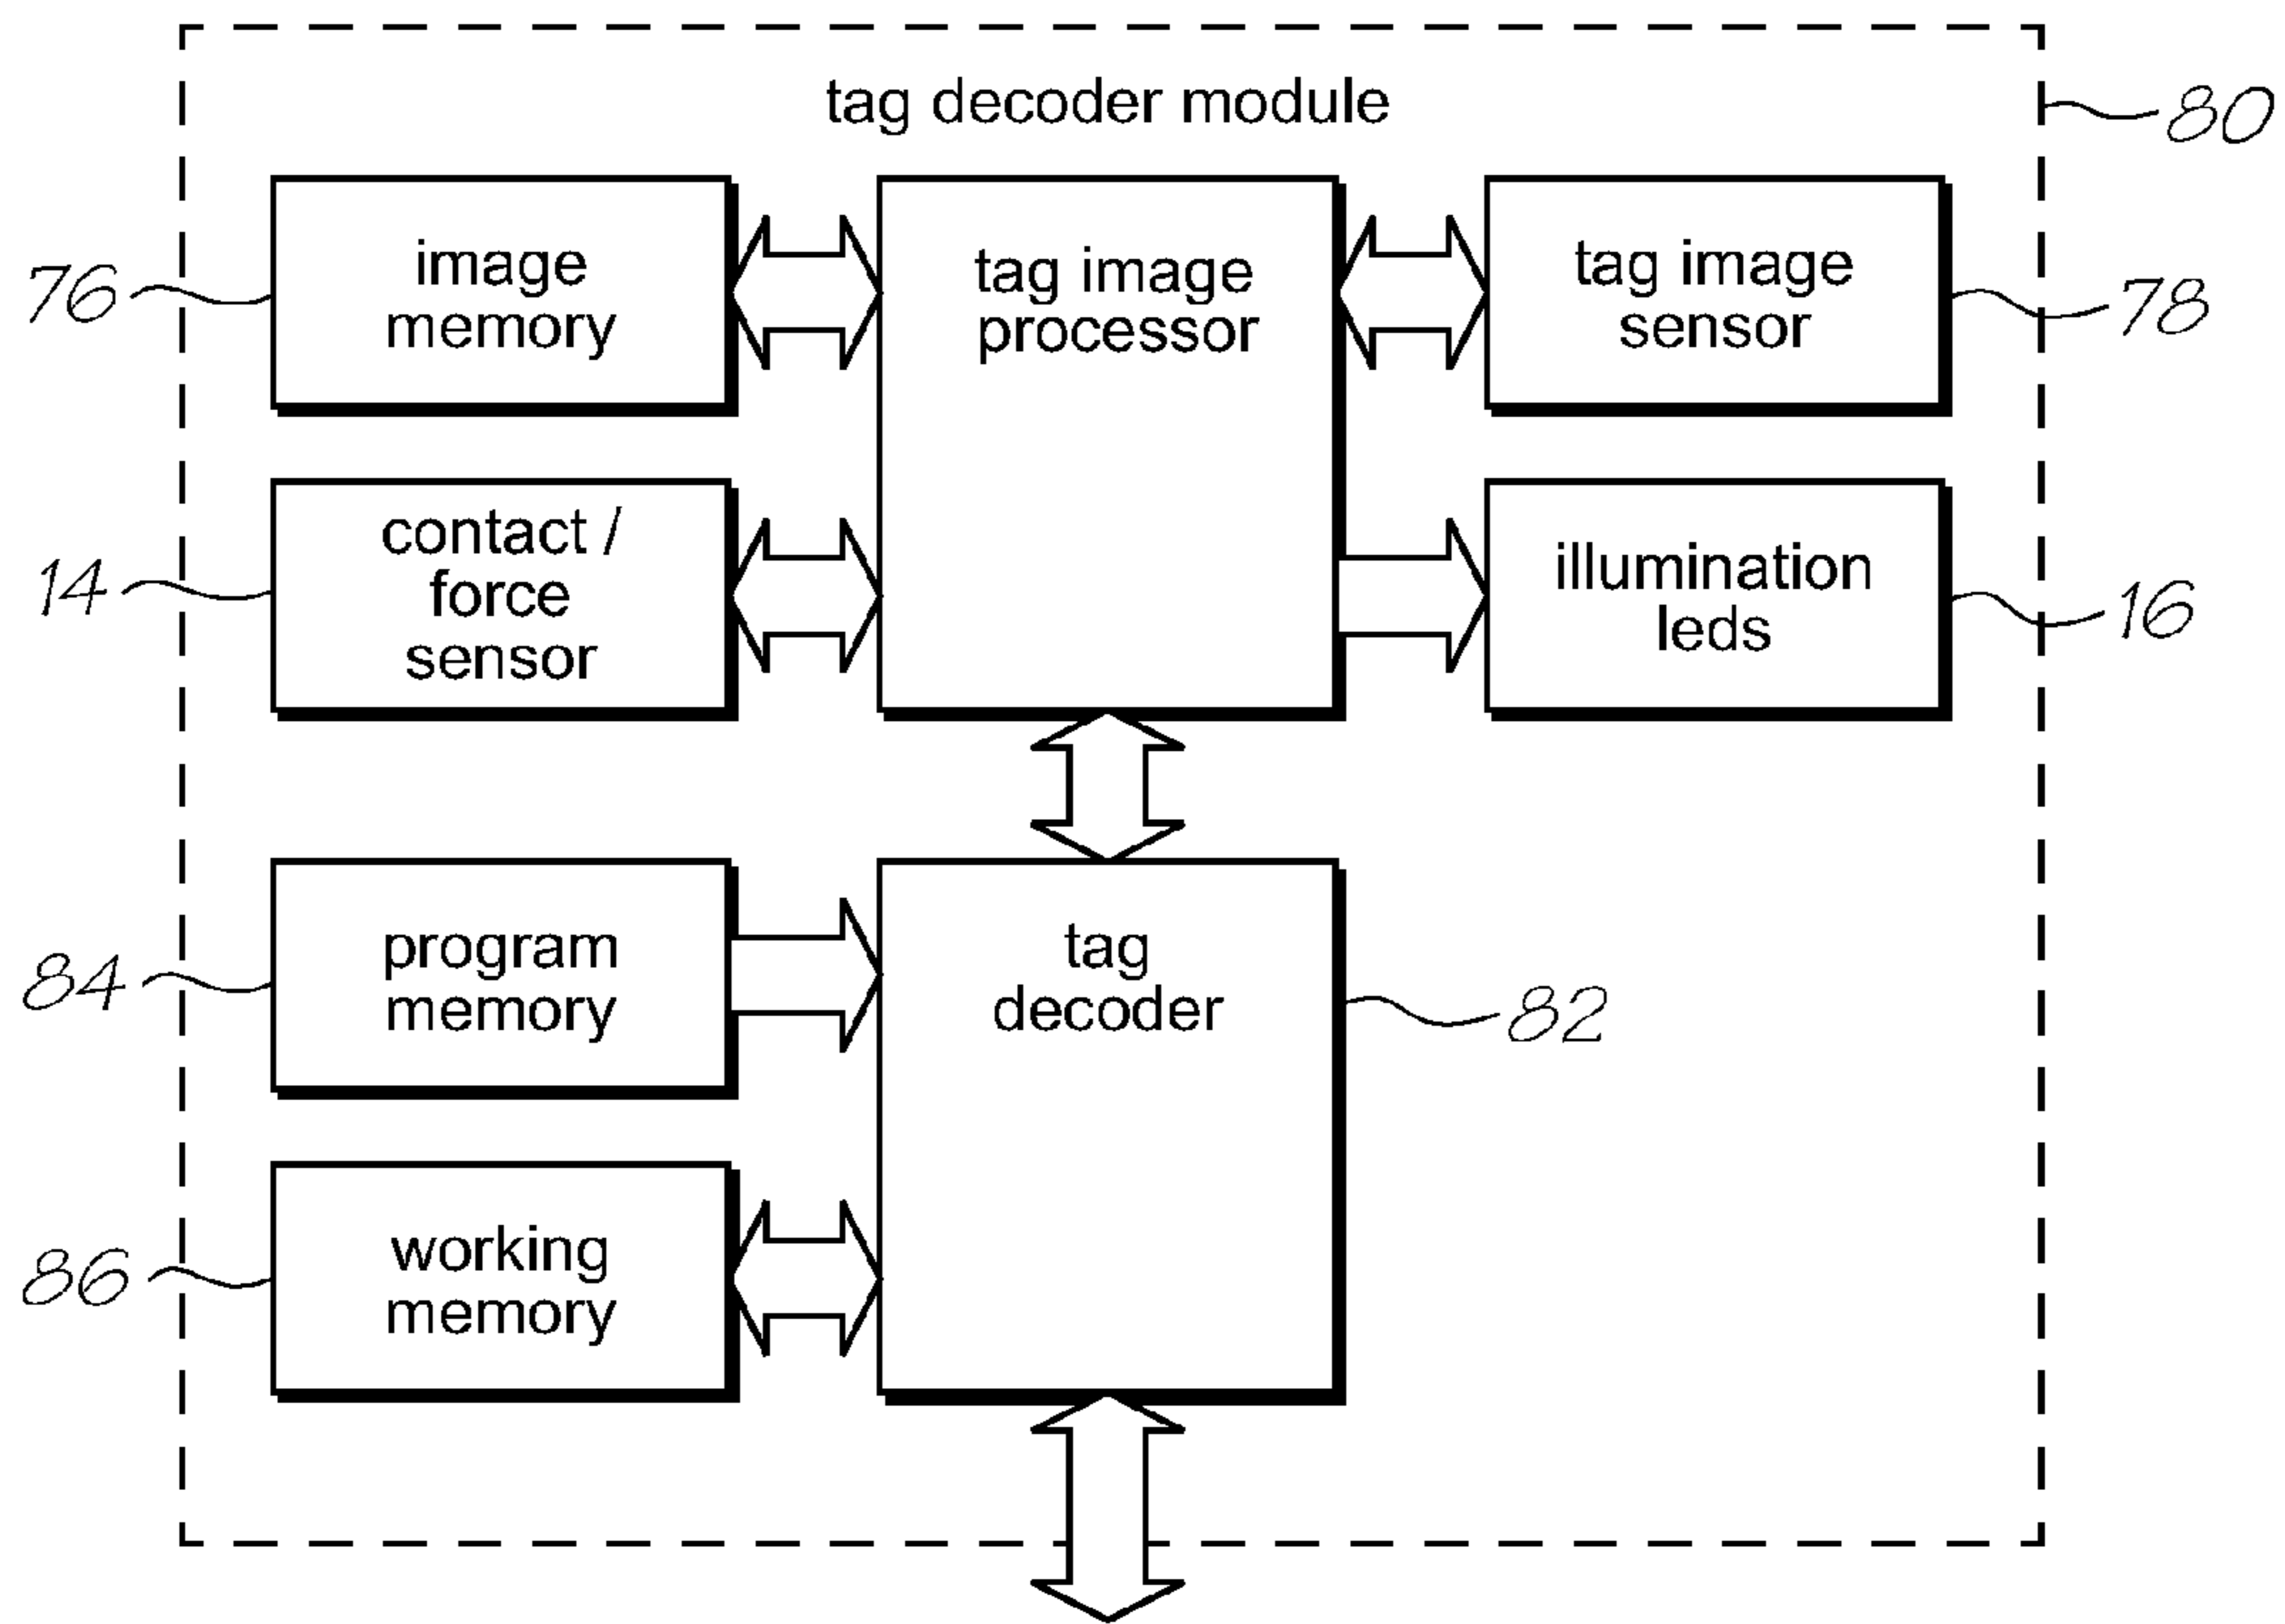 tag decoder module
80
image
memory
76
tag image
processor
tag image
sensor
78
contact /
force
sensor
14
illumination
leds
16
program
memory
84
tag
decoder
82
working
memory
86